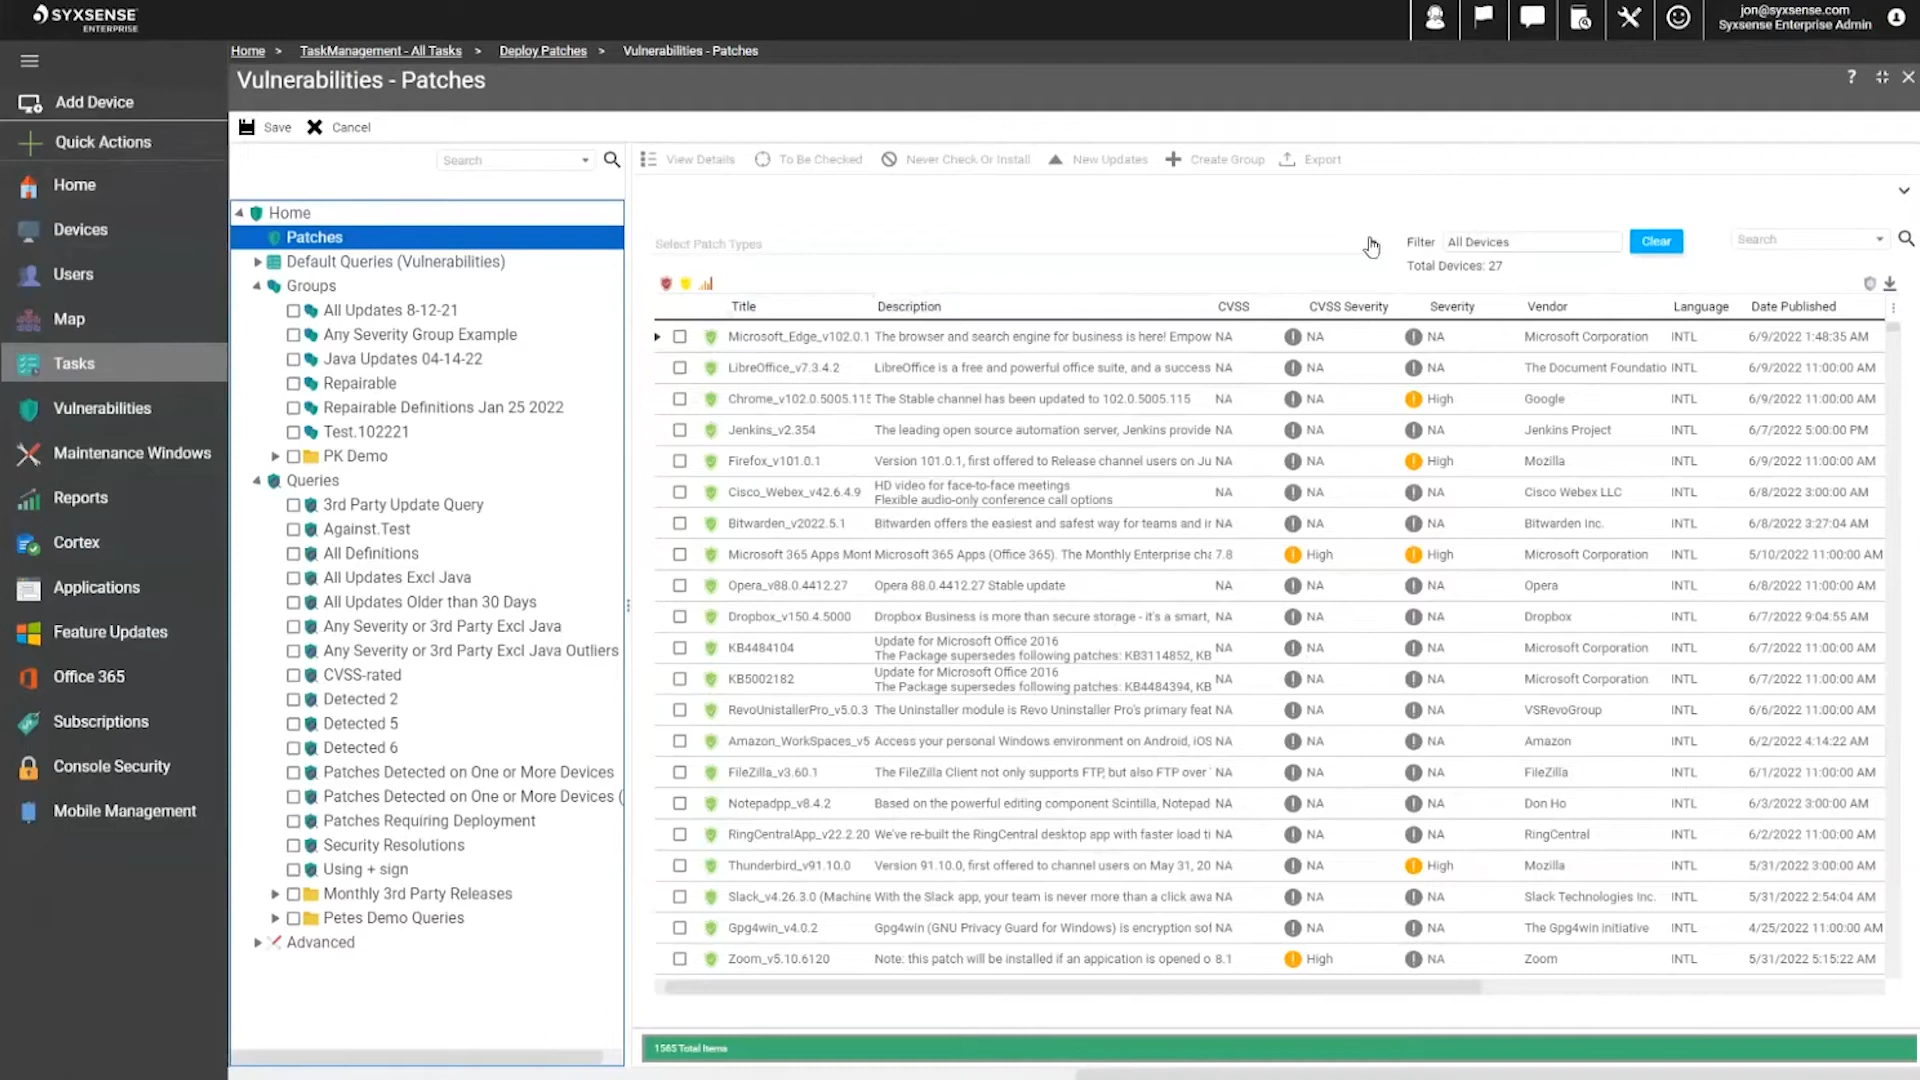 SYXSENSE
ENTERPRISE
jon@syxsense.com
Syxsense Enterprise Admin
Home > TaskManagement - All Tasks > Deploy Patches > Vulnerabilities - Patches
Vulnerabilities - Patches
?
Add Device
Quick Actions
Home
Devices
Users
Map
Tasks
Vulnerabilities
Maintenance Windows
Reports
Cortex
Applications
Feature Updates
Office 365
Subscriptions
Console Security
Mobile Management
Save Cancel
Search
Home
Patches
Default Queries (Vulnerabilities)
Groups
All Updates 8-12-21
Any Severity Group Example
Java Updates 04-14-22
Repairable
Repairable Definitions Jan 25 2022
Test.102221
PK Demo
Queries
3rd Party Update Query
Against.Test
All Definitions
All Updates Excl Java
All Updates Older than 30 Days
Any Severity or 3rd Party Excl Java
Any Severity or 3rd Party Excl Java Outliers
CVSS-rated
Detected 2
Detected 5
Detected 6
Patches Detected on One or More Devices
Patches Detected on One or More Devices (
Patches Requiring Deployment
Security Resolutions
Using + sign
Monthly 3rd Party Releases
Petes Demo Queries
Advanced
View Details To Be Checked Never Check Or Install New Updates Create Group Export
Select Patch Types
Filter All Devices Clear Search
Total Devices: 27
Title Description CVSS CVSS Severity Severity Vendor Language Date Published
Microsoft_Edge_v102.0.1 The browser and search engine for business is here! Empow NA NA NA Microsoft Corporation INTL 6/9/2022 1:48:35 AM
LibreOffice_v7.3.4.2 LibreOffice is a free and powerful office suite, and a success NA NA NA The Document Foundatio INTL 6/9/2022 11:00:00 AM
Chrome_v102.0.5005.115 The Stable channel has been updated to 102.0.5005.115 NA NA High Google INTL 6/9/2022 11:00:00 AM
Jenkins_v2.354 The leading open source automation server, Jenkins provide NA NA NA Jenkins Project INTL 6/7/2022 5:00:00 PM
Firefox_v101.0.1 Version 101.0.1, first offered to Release channel users on Ju NA NA High Mozilla INTL 6/9/2022 11:00:00 AM
Cisco_Webex_v42.6.4.9 HD video for face-to-face meetings
Flexible audio-only conference call options NA NA NA Cisco Webex LLC INTL 6/8/2022 3:00:00 AM
Bitwarden_v2022.5.1 Bitwarden offers the easiest and safest way for teams and ir NA NA NA Bitwarden Inc. INTL 6/8/2022 3:27:04 AM
Microsoft 365 Apps Mont Microsoft 365 Apps (Office 365). The Monthly Enterprise cha 7.8 High High Microsoft Corporation INTL 5/10/2022 11:00:00 AM
Opera_v88.0.4412.27 Opera 88.0.4412.27 Stable update NA NA NA Opera INTL 6/8/2022 11:00:00 AM
Dropbox_v150.4.5000 Dropbox Business is more than secure storage - it's a smart, NA NA NA Dropbox INTL 6/7/2022 9:04:55 AM
KB4484104 Update for Microsoft Office 2016
The Package supersedes following patches: KB3114852, KB NA NA Microsoft Corporation INTL 6/7/2022 11:00:00 AM
KB5002182 Update for Microsoft Office 2016
The Package supersedes following patches: KB4484394, KB NA NA Microsoft Corporation INTL 6/7/2022 11:00:00 AM
RevoUnistallerPro_v5.0.3 The Uninstaller module is Revo Uninstaller Pro's primary feat NA NA NA VSRevoGroup INTL 6/6/2022 11:00:00 AM
Amazon_WorkSpaces_v5 Access your personal Windows environment on Android, iOS NA NA NA Amazon INTL 6/2/2022 4:14:22 AM
FileZilla_v3.60.1 The FileZilla Client not only supports FTP, but also FTP over NA NA NA FileZilla INTL 6/1/2022 11:00:00 AM
Notepadpp_v8.4.2 Based on the powerful editing component Scintilla, Notepad NA NA NA Don Ho INTL 6/3/2022 3:00:00 AM
RingCentralApp_v22.2.20 We've re-built the RingCentral desktop app with faster load ti NA NA NA RingCentral INTL 6/2/2022 11:00:00 AM
Thunderbird_v91.10.0 Version 91.10.0, first offered to channel users on May 31, 20 NA NA High Mozilla INTL 5/31/2022 3:00:00 AM
Slack_v4.26.3.0 (Machine With the Slack app, your team is never more than a click awa NA NA NA Slack Technologies Inc. INTL 5/31/2022 2:54:04 AM
Gpg4win_v4.0.2 Gpg4win (GNU Privacy Guard for Windows) is encryption sof NA NA NA The Gpg4win initiative INTL 4/25/2022 11:00:00 AM
Zoom_v5.10.6120 Note: this patch will be installed if an appication is opened o 8.1 High NA Zoom INTL 5/31/2022 5:15:22 AM
1565 Total Items